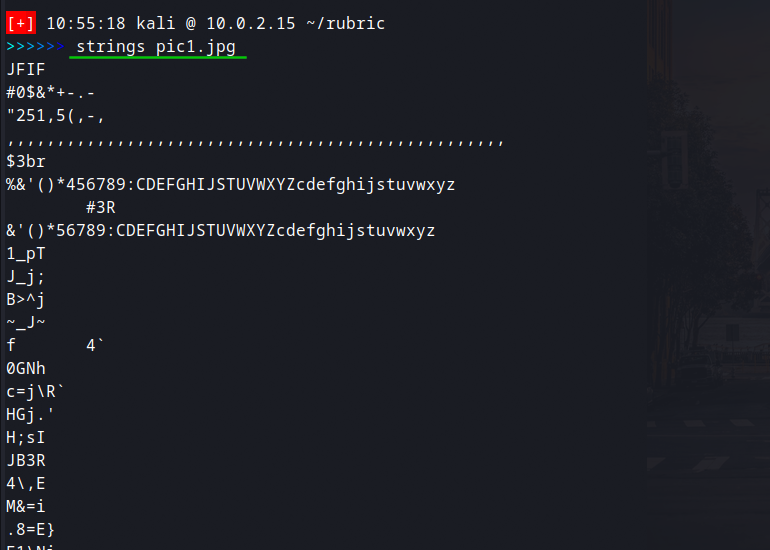 [+] 10:55:18 kali @ 10.0.2.15 ~/rubric
>>>>>> strings pic1.jpg
JFIF
#0$&*+-.-
"251,5(,-,
,,,,,,,,,,,,,,,,,,,,,,,,,,,,,,,,,,,,,,,,,,,,,,,,,,
$3br
%&'()*456789:CDEFGHIJSTUVWXYZcdefghijstuvwxyz
        #3R
&'()*56789:CDEFGHIJSTUVWXYZcdefghijstuvwxyz
1_pT
J_j;
B>^j
~_J~
f       4`
0GNh
c=j\R`
HGj.'
H;sI
JB3R
4\,E
M&=i
.8=E}